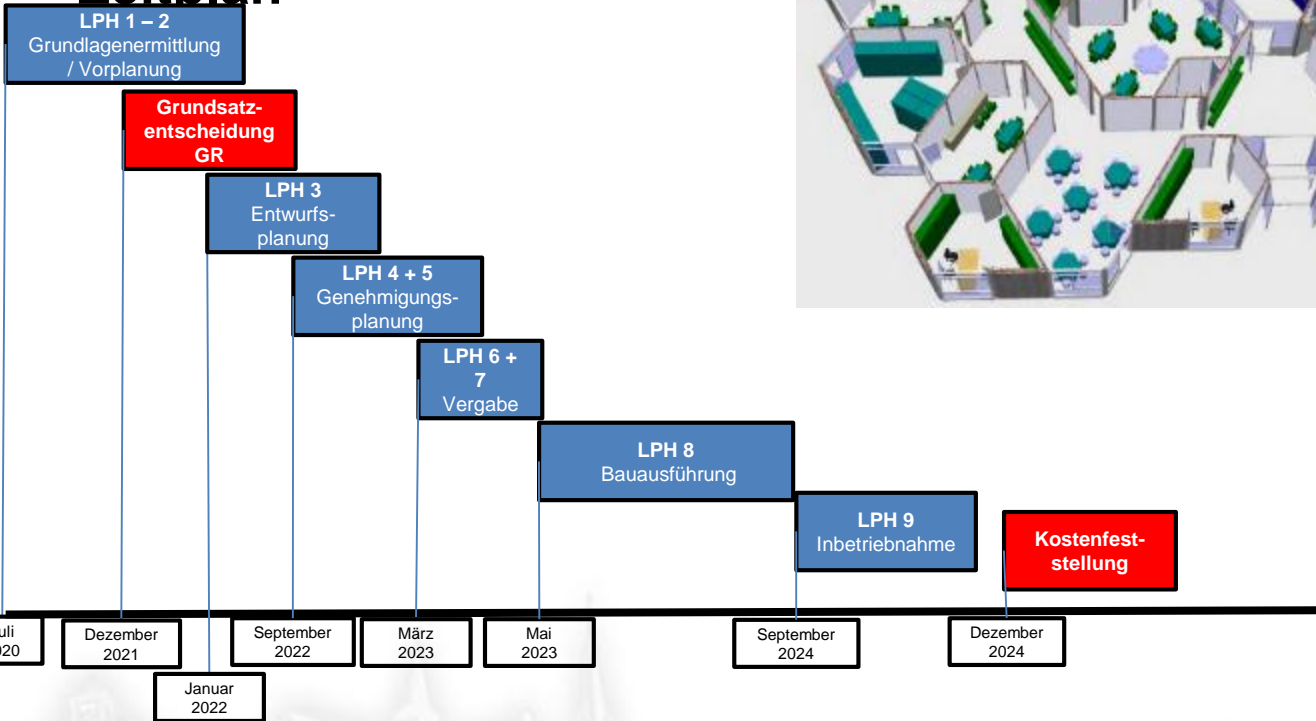 LPH 1 – 2
Grundlagenermittlung
/ Vorplanung
Grundsatz-
entscheidung
GR
LPH 3
Entwurfs-
planung
LPH 4 + 5
Genehmigungs-
planung
LPH 6 +
7
Vergabe
LPH 8
Bauausführung
LPH 9
Inbetriebnahme
Kostenfest-
stellung
Dezember
2021
Januar
2022
September
2022
März
2023
Mai
2023
September
2024
Dezember
2024